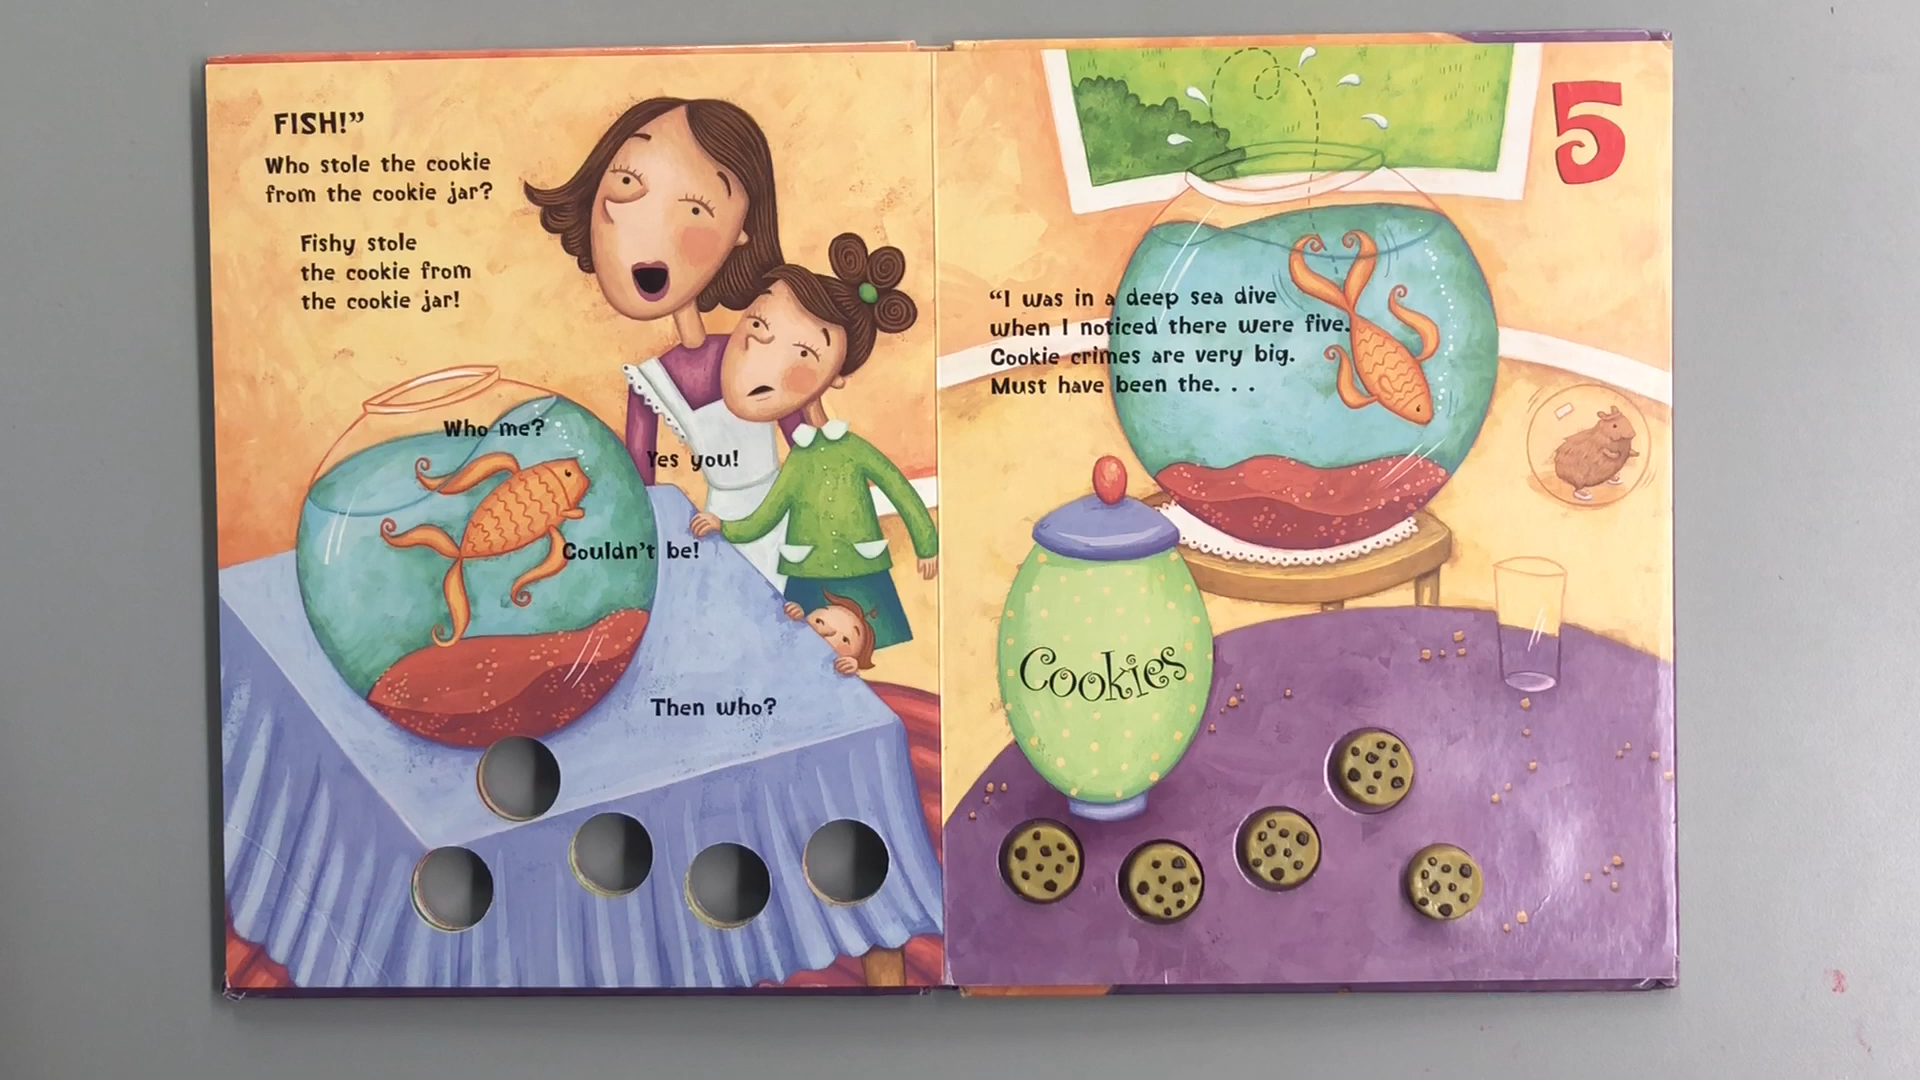 FISH!”
Who stole the cookie
from the cookie jar?
Fishy stole
the cookie from
the cookie jar!
Who me?
Yes you!
Couldn't be!
Then who?
5
“I was in a deep sea dive
when I noticed there were five.
Cookie crimes are very big.
Must have been the. . .
Cookies